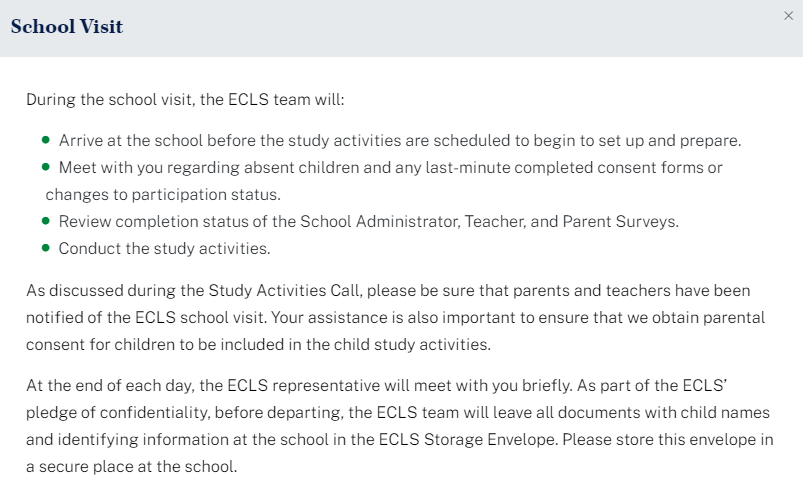 School Visit
×
During the school visit, the ECLS team will:
● Arrive at the school before the study activities are scheduled to begin to set up and prepare.
● Meet with you regarding absent children and any last-minute completed consent forms or
changes to participation status.
● Review completion status of the School Administrator, Teacher, and Parent Surveys.
● Conduct the study activities.
As discussed during the Study Activities Call, please be sure that parents and teachers have been
notified of the ECLS school visit. Your assistance is also important to ensure that we obtain parental
consent for children to be included in the child study activities.
At the end of each day, the ECLS representative will meet with you briefly. As part of the ECLS’
pledge of confidentiality, before departing, the ECLS team will leave all documents with child names
and identifying information at the school in the ECLS Storage Envelope. Please store this envelope in
a secure place at the school.